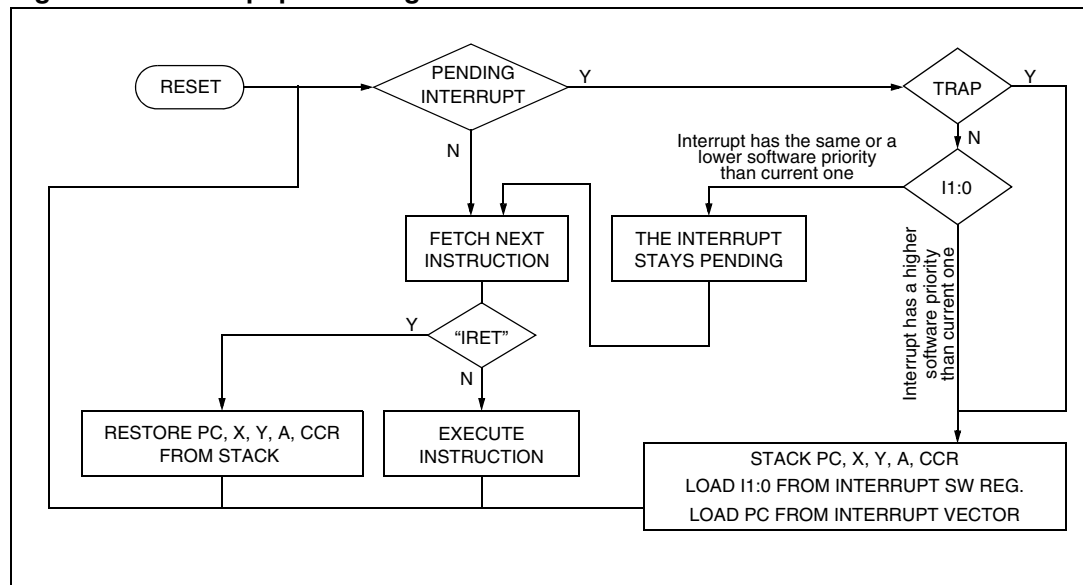 RESET
PENDING
INTERRUPT
Y
TRAP
Y
N
N
Interrupt has the same or a
lower software priority
than current one
I1:0
FETCH NEXT
INSTRUCTION
THE INTERRUPT
STAYS PENDING
Interrupt has a higher
software priority
than current one
Y
“IRET”
N
RESTORE PC, X, Y, A, CCR
FROM STACK
EXECUTE
INSTRUCTION
STACK PC, X, Y, A, CCR
LOAD I1:0 FROM INTERRUPT SW REG.
LOAD PC FROM INTERRUPT VECTOR